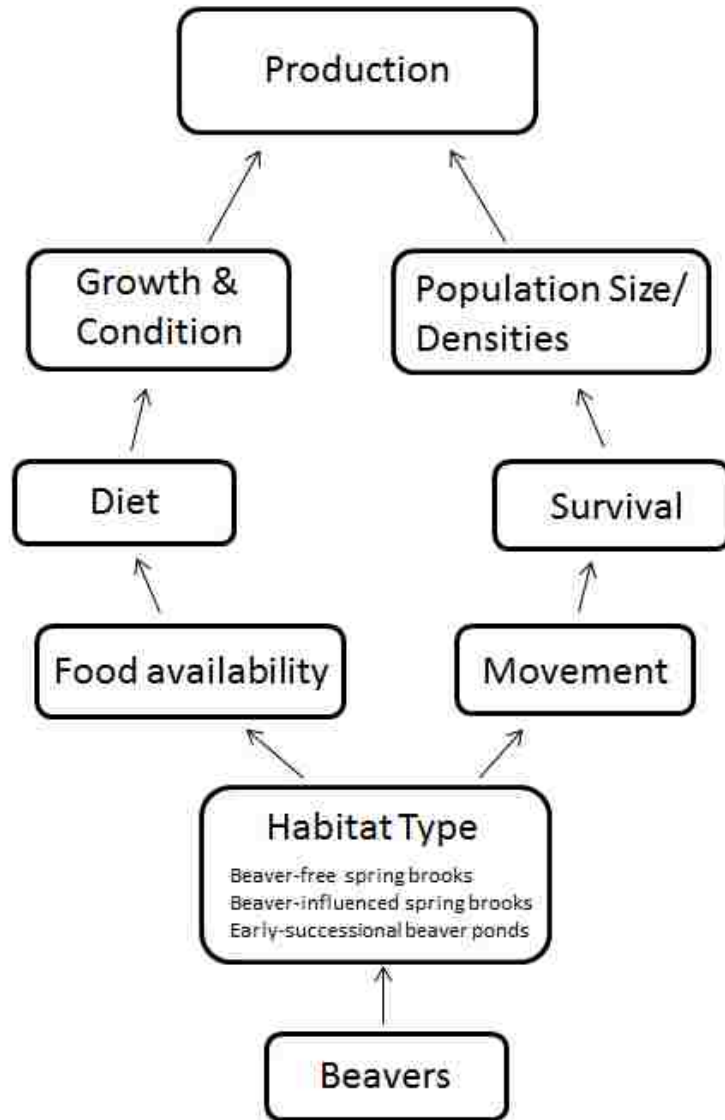 Production
Growth &
Condition
Population Size/
Densities
Diet
Survival
Food availability
Movement
Habitat Type
Beaver-free spring brooks
Beaver-influenced spring brooks
Early-successional beaver ponds
Beavers